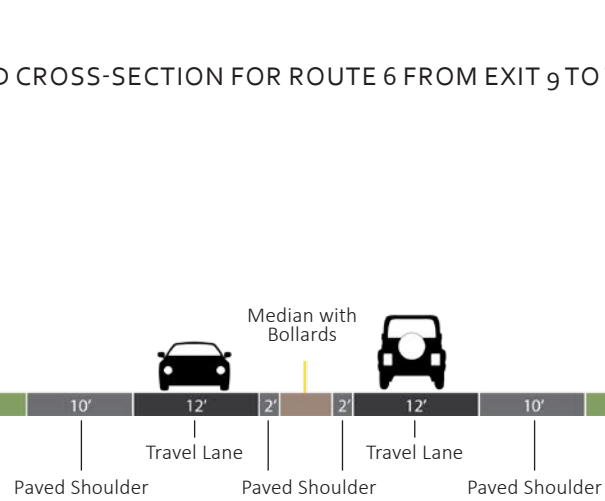 CROSS-SECTION FOR ROUTE 6 FROM EXIT 9 TO
Median with
Bollards
10' 12' 2' 2' 12' 10'
Travel Lane Travel Lane
Paved Shoulder Paved Shoulder Paved Shoulder